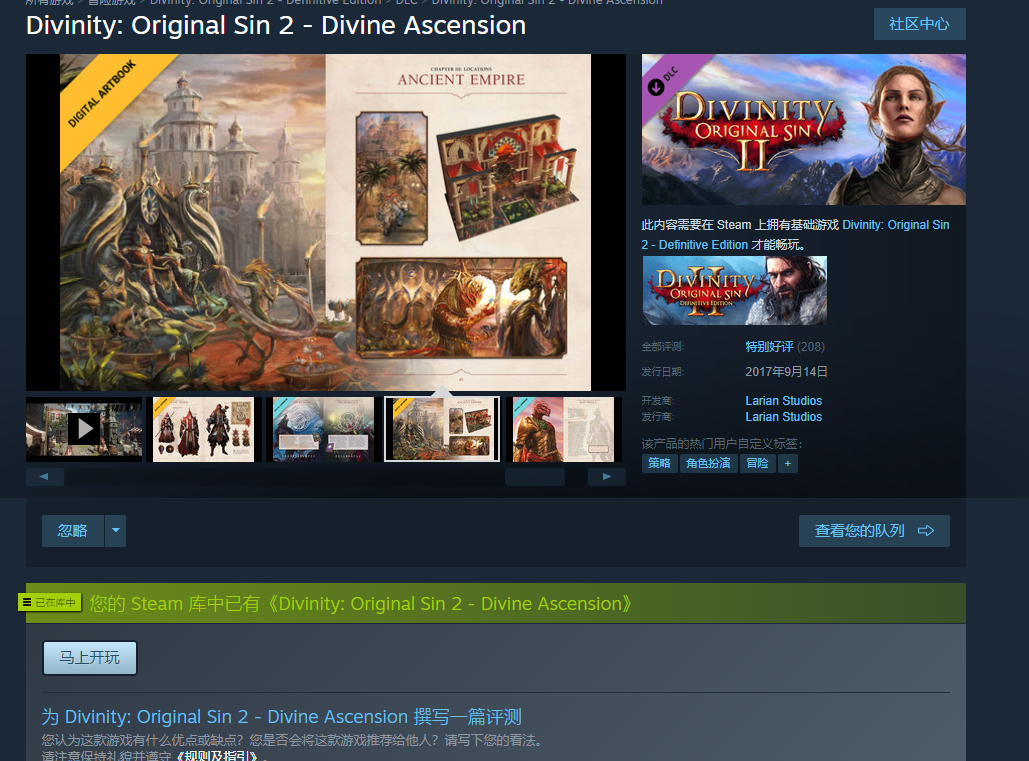 所有游戏 > 冒险游戏 > Divinity: Original Sin 2 - Definitive Edition > DLC > Divinity: Original Sin 2 - Divine Ascension
Divinity: Original Sin 2 - Divine Ascension
社区中心
DIGITAL ARTBOOK
CHAPTER III: LOCATIONS
ANCIENT EMPIRE
DLC
DIVINITY
ORIGINAL SIN
II
此内容需要在 Steam 上拥有基础游戏 Divinity: Original Sin
2 - Definitive Edition 才能畅玩。
DIVINITY
II
ORIGINAL SIN
DEFINITIVE EDITION
全部评测:
特别好评 (208)
发行日期:
2017年9月14日
开发商:
Larian Studios
发行商:
Larian Studios
该产品的热门用户自定义标签:
策略 角色扮演 冒险 +
忽略
查看您的队列
已在库中
您的 Steam 库中已有《Divinity: Original Sin 2 - Divine Ascension》
马上开玩
为 Divinity: Original Sin 2 - Divine Ascension 撰写一篇评测
您认为这款游戏有什么优点或缺点？您是否会将这款游戏推荐给他人？请写下您的看法。
请注意保持礼貌并遵守《规则及指引》。